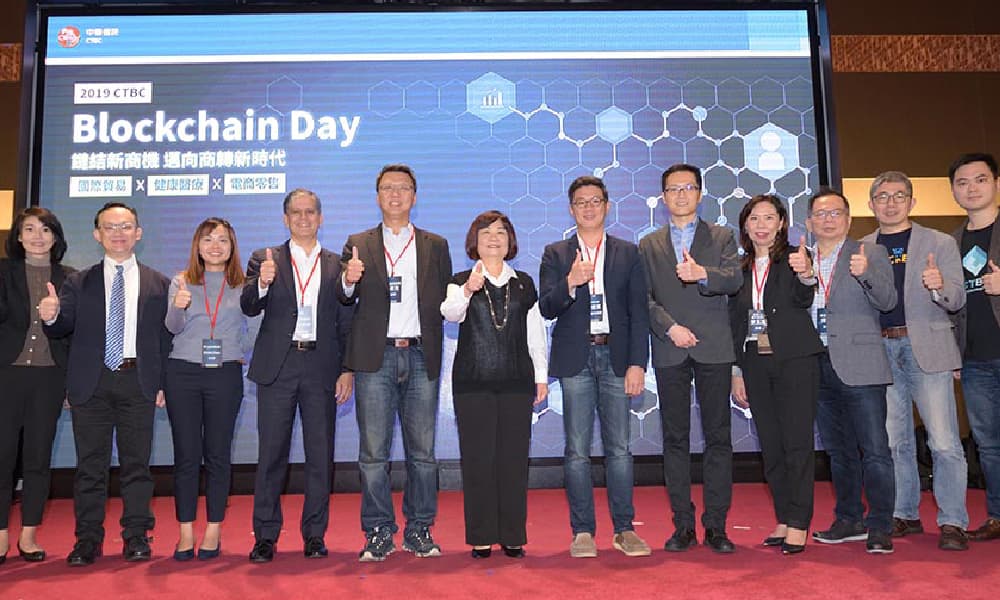 中國信託
CTBC
2019 CTBC
Blockchain Day
鏈結新商機 邁向商轉新時代
國際貿易 X 健康醫療 X 電商零售